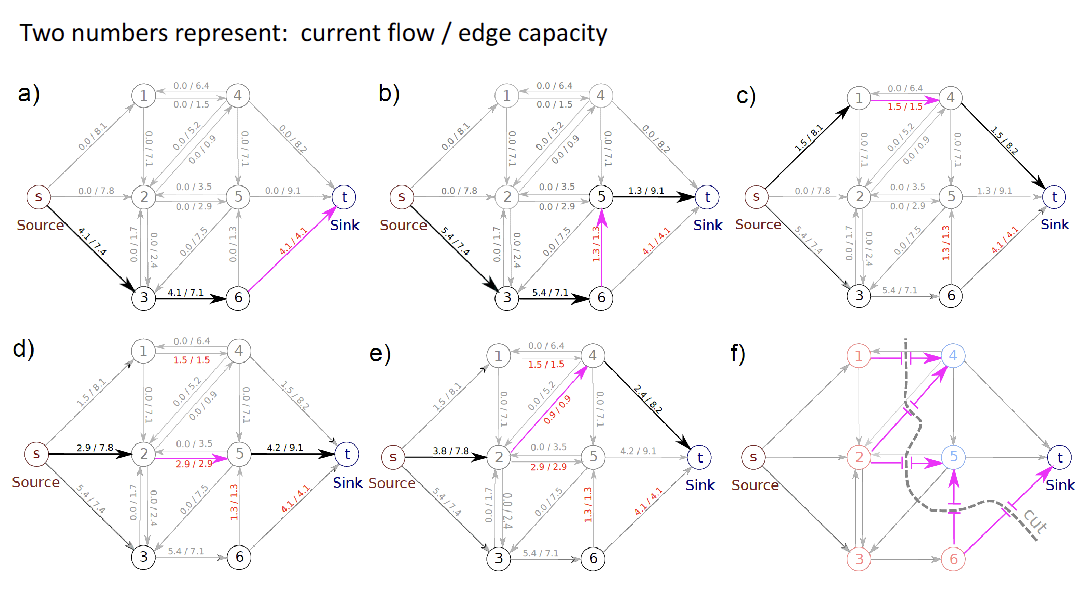 Two numbers represent: current flow / edge capacity
a)
0.0 / 6.4
1
4
0.0 / 1.5
0.0 / 8.1
0.0 / 7.1
0.0 / 5.2
0.0 / 0.9
0.0 / 7.1
0.0 / 8.2
s
0.0 / 7.8
2
0.0 / 3.5
5
0.0 / 9.1
t
0.0 / 2.9
Source
Sink
4.1 / 7.4
0.0 / 1.7
0.0 / 2.4
0.0 / 7.5
0.0 / 1.3
4.1 / 4.1
3
4.1 / 7.1
6
b)
0.0 / 6.4
1
4
0.0 / 1.5
0.0 / 8.1
0.0 / 7.1
0.0 / 5.2
0.0 / 0.9
0.0 / 7.1
0.0 / 8.2
s
0.0 / 7.8
2
0.0 / 3.5
5
1.3 / 9.1
t
0.0 / 2.9
Source
Sink
5.4 / 7.4
0.0 / 1.7
0.0 / 2.4
0.0 / 7.5
1.3 / 1.3
4.1 / 4.1
3
5.4 / 7.1
6
c)
0.0 / 6.4
1
4
1.5 / 1.5
1.5 / 8.1
0.0 / 7.1
0.0 / 5.2
0.0 / 0.9
0.0 / 7.1
1.5 / 8.2
s
0.0 / 7.8
2
0.0 / 3.5
5
1.3 / 9.1
t
0.0 / 2.9
Source
Sink
5.4 / 7.4
0.0 / 1.7
0.0 / 2.4
0.0 / 7.5
1.3 / 1.3
4.1 / 4.1
3
5.4 / 7.1
6
d)
0.0 / 6.4
1
4
1.5 / 1.5
1.5 / 8.1
0.0 / 7.1
0.0 / 5.2
0.0 / 0.9
0.0 / 7.1
1.5 / 8.2
s
2.9 / 7.8
2
0.0 / 3.5
5
4.2 / 9.1
t
2.9 / 2.9
Source
Sink
5.4 / 7.4
0.0 / 1.7
0.0 / 2.4
0.0 / 7.5
1.3 / 1.3
4.1 / 4.1
3
5.4 / 7.1
6
e)
0.0 / 6.4
1
4
1.5 / 1.5
1.5 / 8.1
0.0 / 7.1
0.0 / 5.2
0.9 / 0.9
0.0 / 7.1
2.4 / 8.2
s
3.8 / 7.8
2
0.0 / 3.5
5
4.2 / 9.1
t
2.9 / 2.9
Source
Sink
5.4 / 7.4
0.0 / 1.7
0.0 / 2.4
0.0 / 7.5
1.3 / 1.3
4.1 / 4.1
3
5.4 / 7.1
6
f)
1
4
s
2
5
t
Source
Sink
cut
3
6